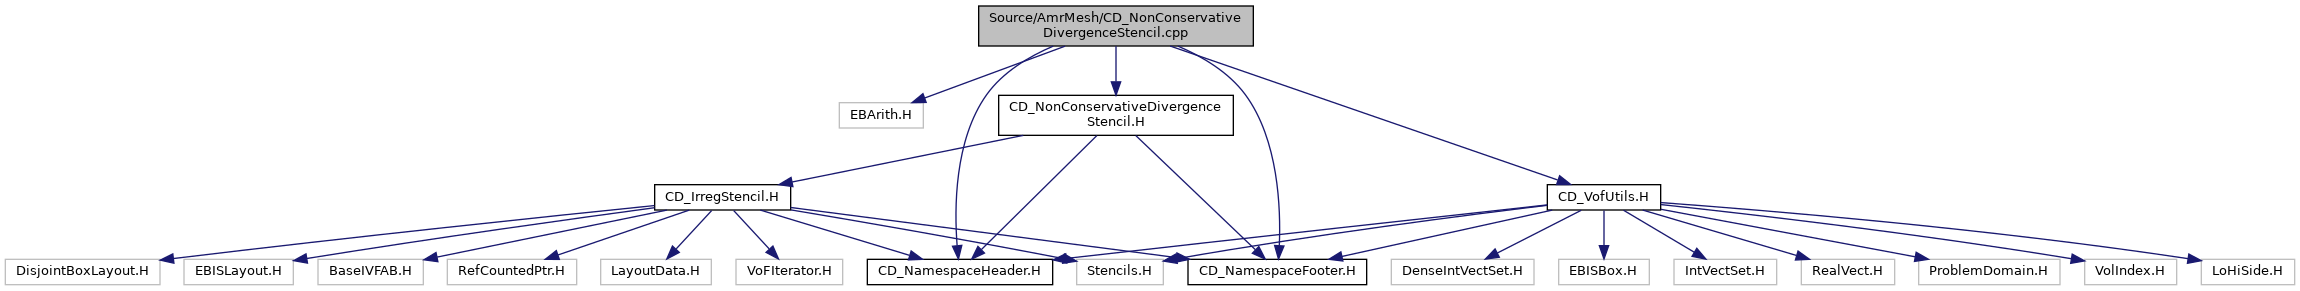 Source/AmrMesh/CD_NonConservative
DivergenceStencil.cpp
EBArith.H
CD_NonConservativeDivergence
Stencil.H
CD_IrregStencil.H
CD_VofUtils.H
DisjointBoxLayout.H
EBISLayout.H
BaseIVFAB.H
RefCountedPtr.H
LayoutData.H
VoFIterator.H
CD_NamespaceHeader.H
Stencils.H
CD_NamespaceFooter.H
DenseIntVectSet.H
EBISBox.H
IntVectSet.H
RealVect.H
ProblemDomain.H
VolIndex.H
LoHiSide.H